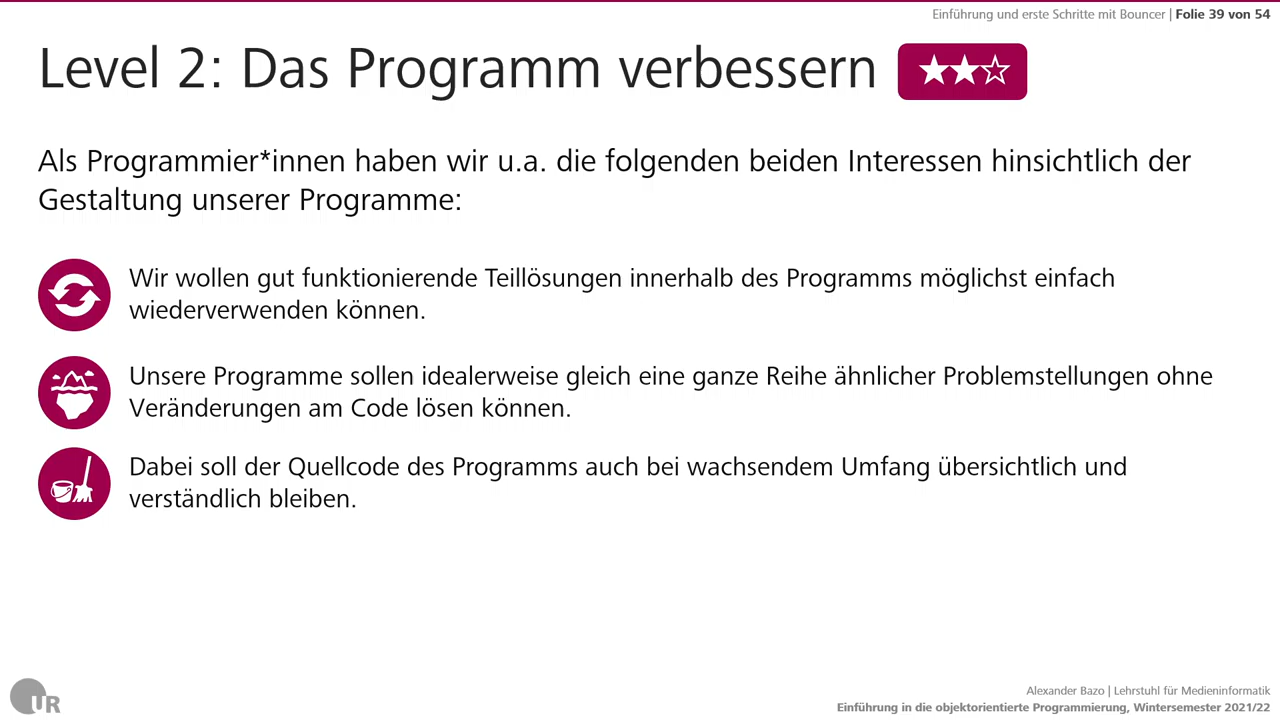 Einführung und erste Schritte mit Bouncer | Folie 39 von 54
Level 2: Das Programm verbessern
Als Programmier*innen haben wir u.a. die folgenden beiden Interessen hinsichtlich der
Gestaltung unserer Programme:
Wir wollen gut funktionierende Teillösungen innerhalb des Programms möglichst einfach
wiederverwenden können.
Unsere Programme sollen idealerweise gleich eine ganze Reihe ähnlicher Problemstellungen ohne
Veränderungen am Code lösen können.
Dabei soll der Quellcode des Programms auch bei wachsendem Umfang übersichtlich und
verständlich bleiben.
UR
Alexander Bazo | Lehrstuhl für Medieninformatik
Einführung in die objektorientierte Programmierung, Wintersemester 2021/22